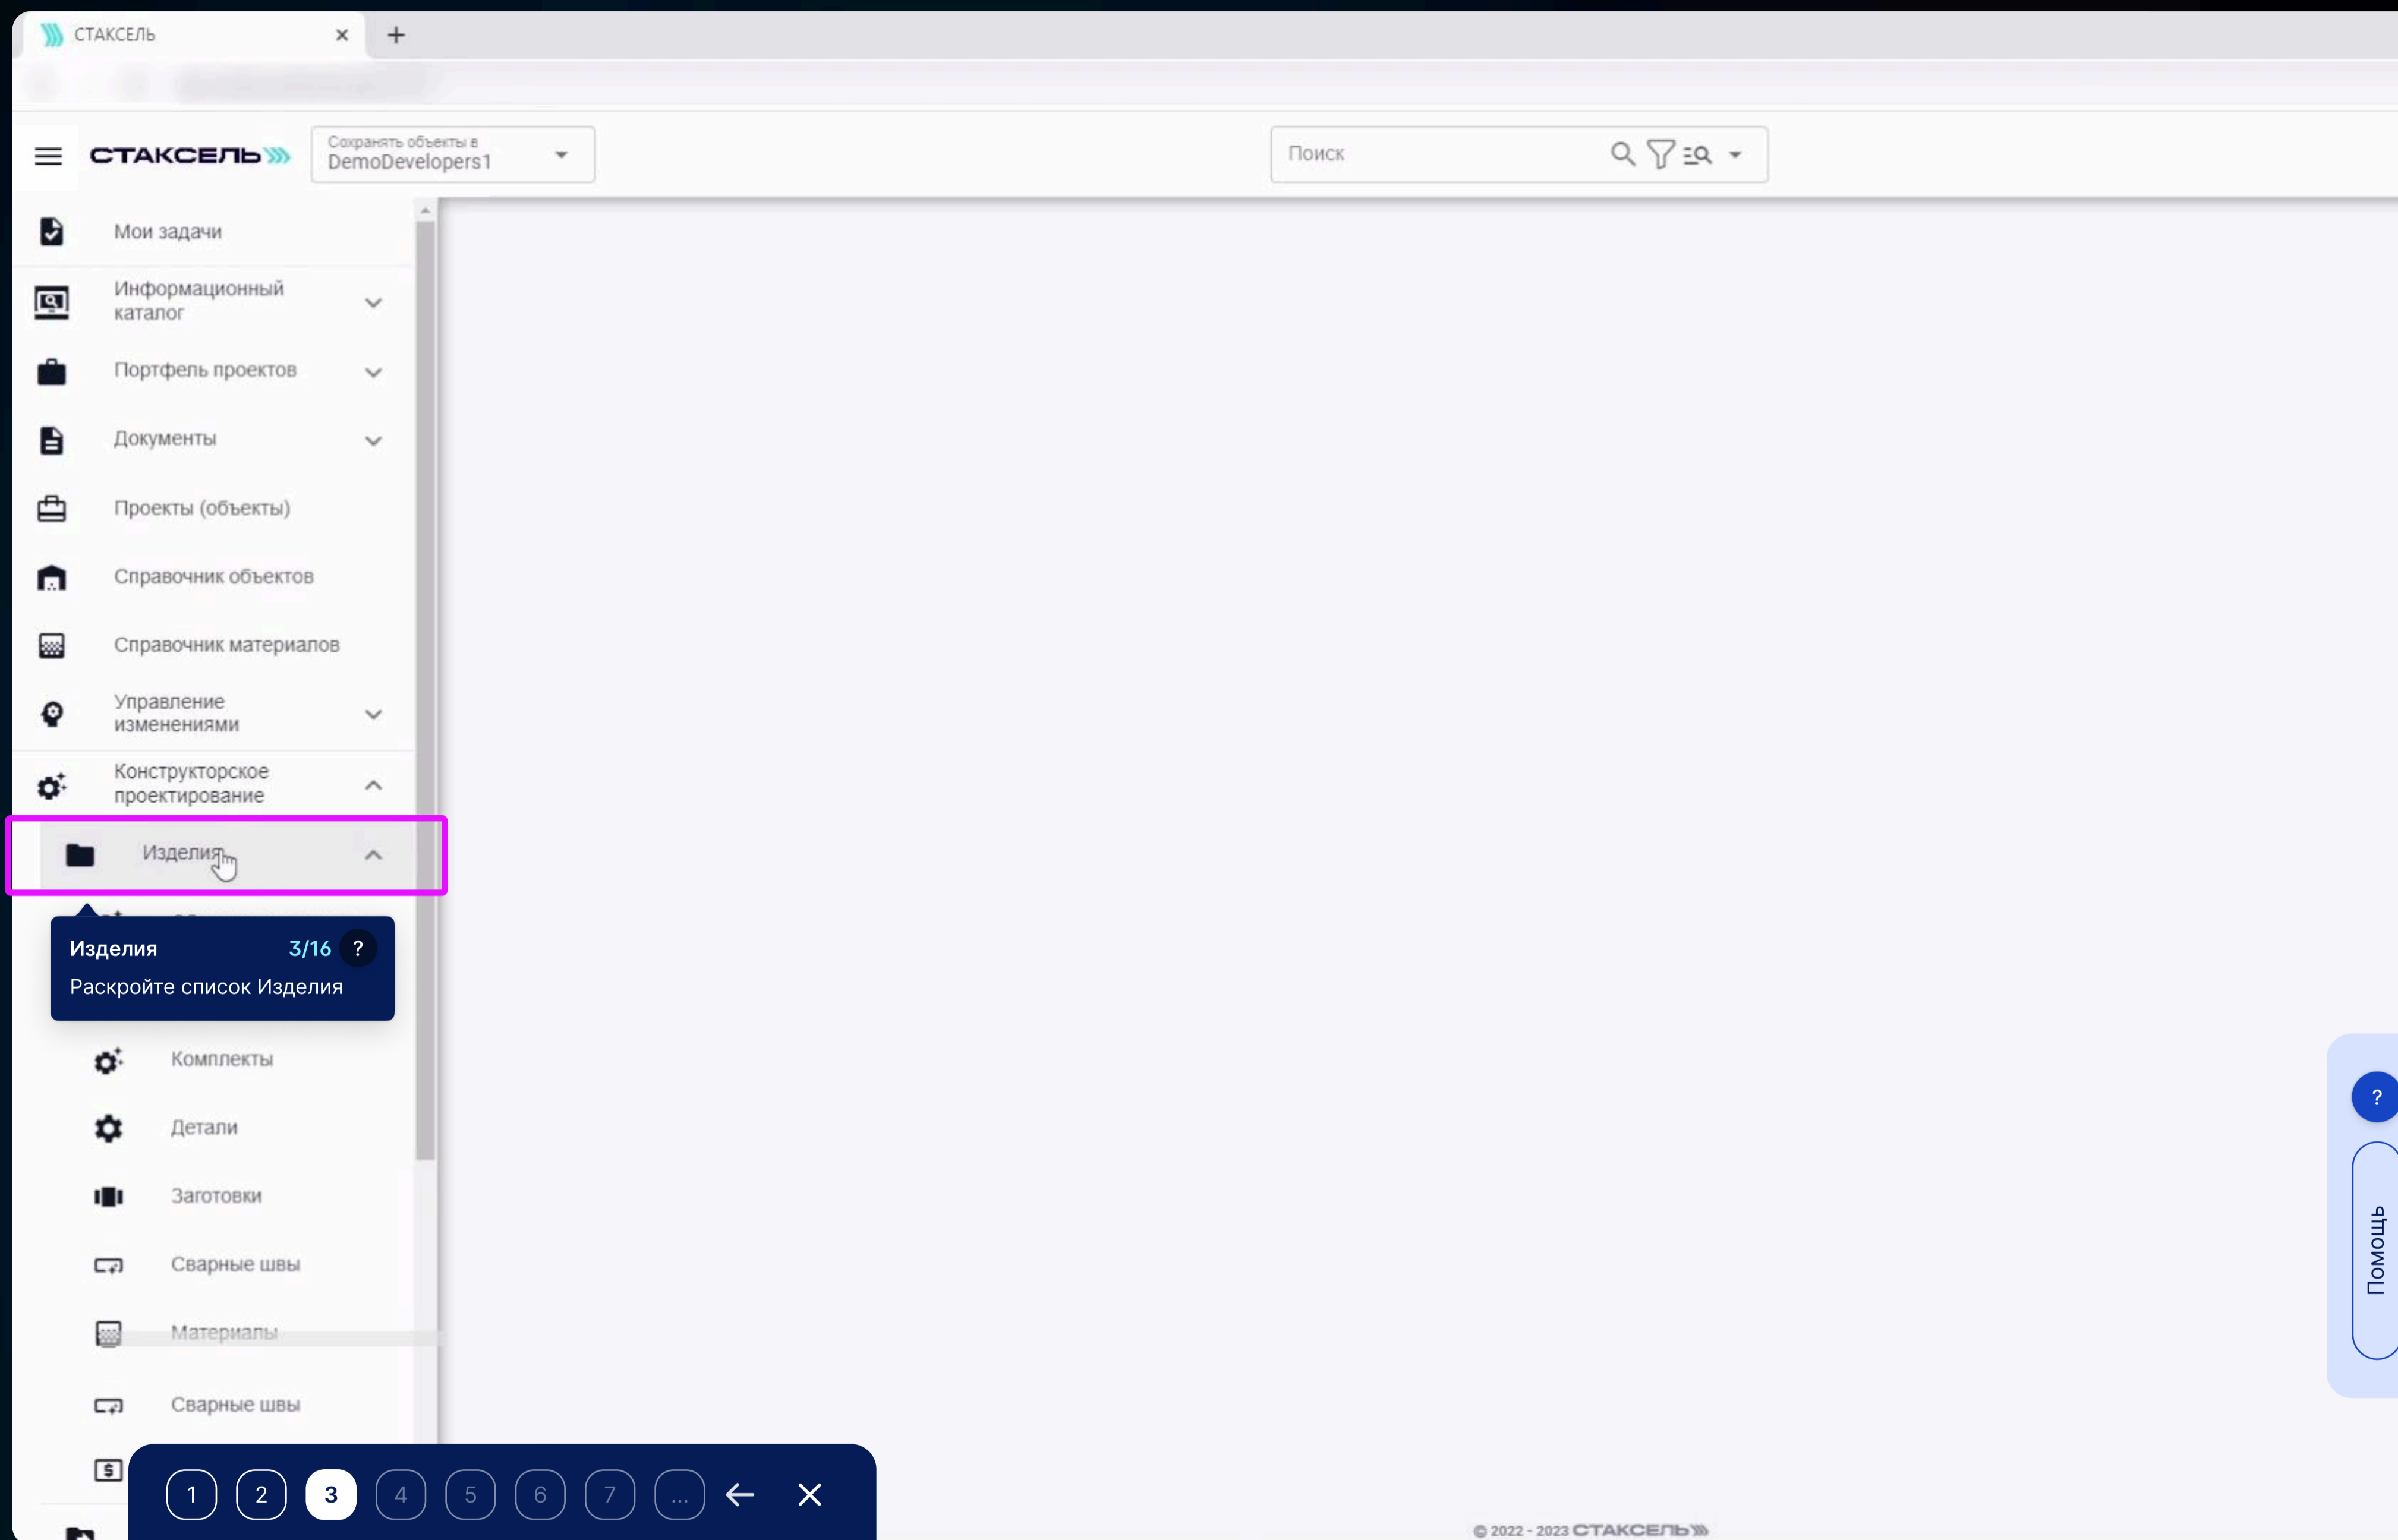 СТАКСЕЛЬ
СТАКСЕЛЬ
Сохранять объекты в
DemoDevelopers1
Поиск
Мои задачи
Информационный
каталог
Портфель проектов
Документы
Проекты (объекты)
Справочник объектов
Справочник материалов
Управление
изменениями
Конструкторское
проектирование
Изделия
Изделия 3/16 ?
Раскройте список Изделия
Комплекты
Детали
Заготовки
Сварные швы
Материалы
Сварные швы
1 2 3 4 5 6 7 ...
?
Помощь
© 2022 - 2023 СТАКСЕЛЬ